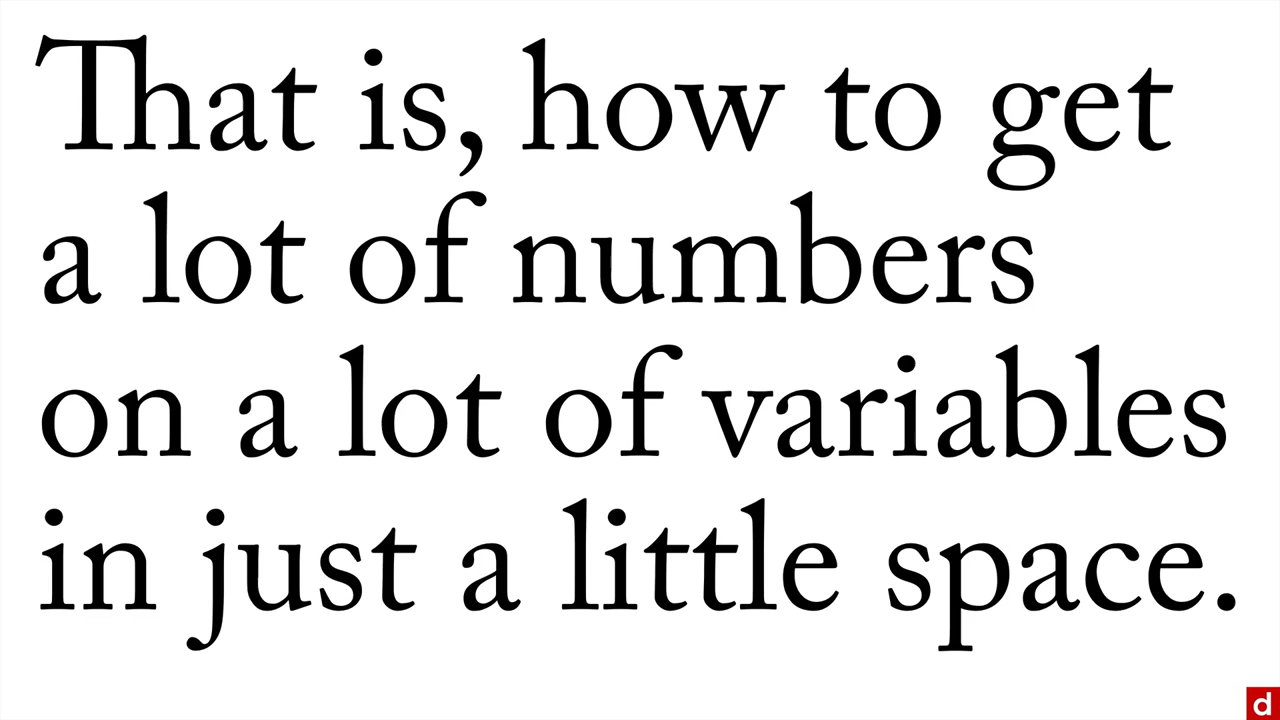 That is, how to get
a lot of numbers
on a lot of variables
in just a little space.
d